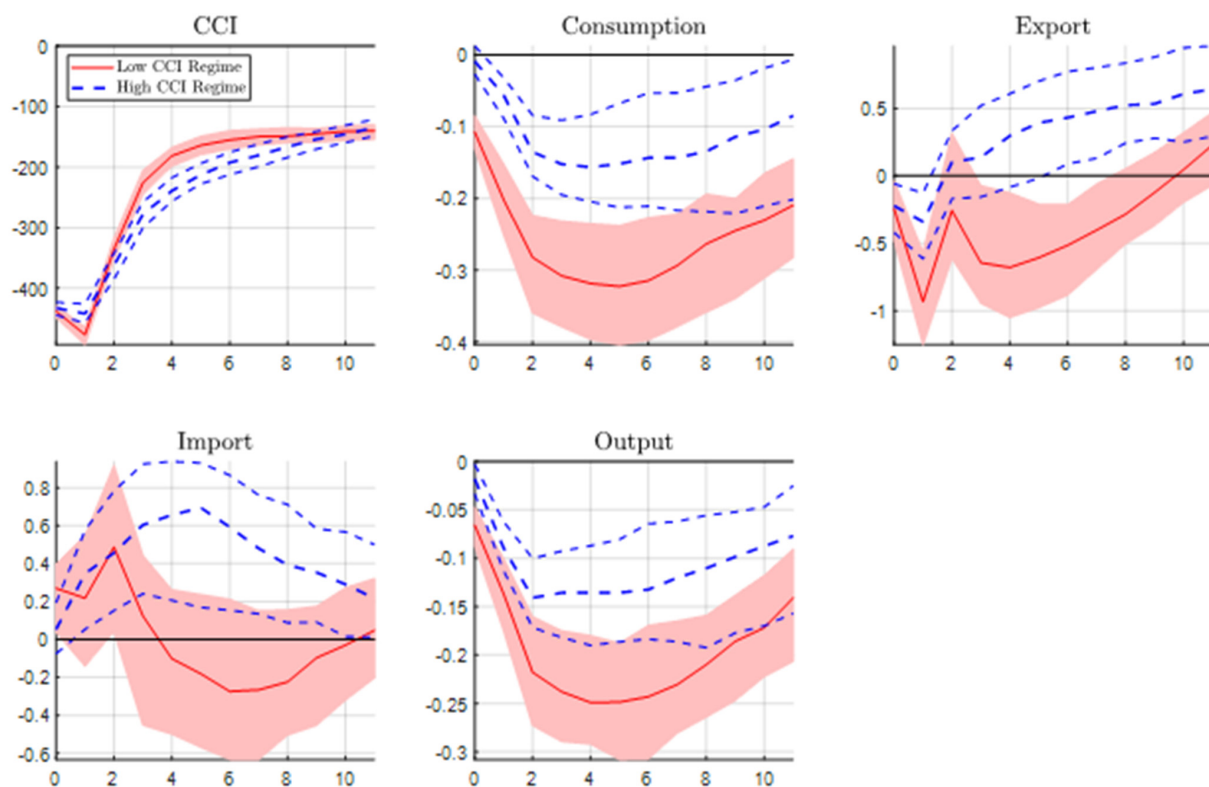 CCI
Consumption
Export
0
-100
-200
-300
-400
Low CCI Regime
High CCI Regime
0 2 4 6 8 10
0
-0.1
-0.2
-0.3
-0.4
0 2 4 6 8 10
0.5
0
-0.5
-1
0 2 4 6 8 10
Import
Output
0.8
0.6
0.4
0.2
0
-0.2
-0.4
-0.6
0 2 4 6 8 10
0
-0.05
-0.1
-0.15
-0.2
-0.25
-0.3
0 2 4 6 8 10